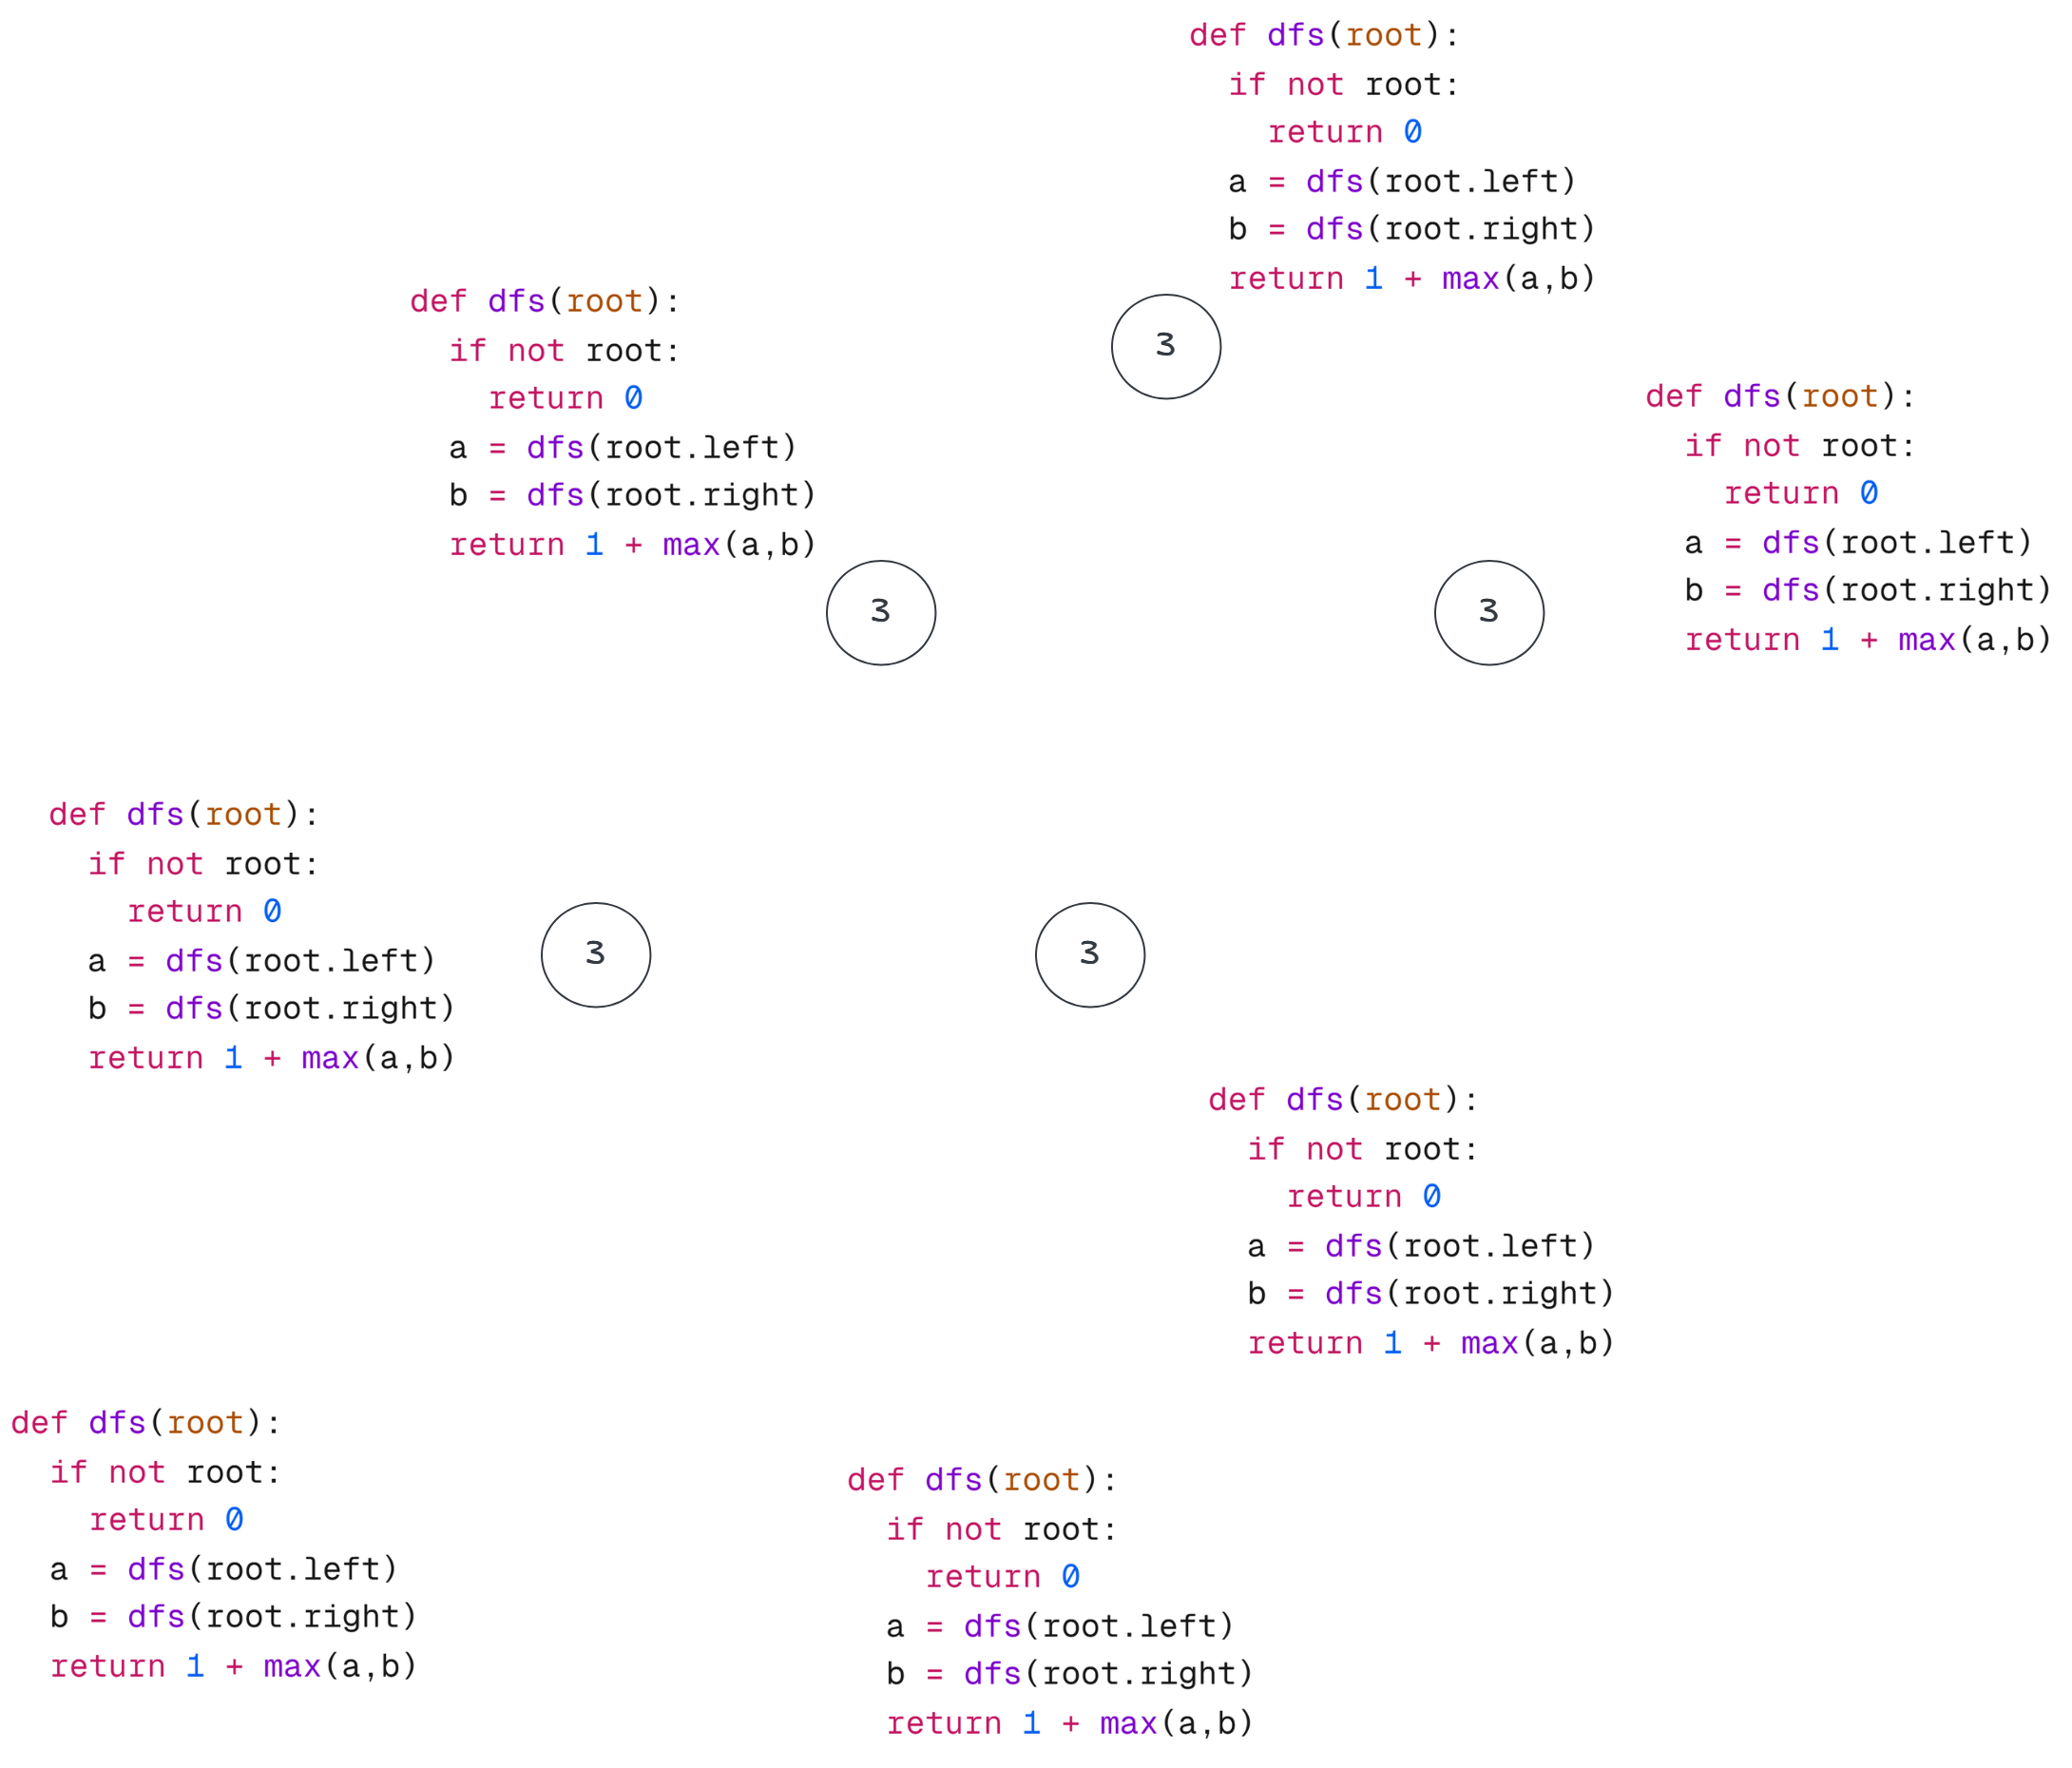 def dfs(root):
  if not root:
    return 0
  a = dfs(root.left)
  b = dfs(root.right)
  return 1 + max(a,b)
def dfs(root):
  if not root:
    return 0
  a = dfs(root.left)
  b = dfs(root.right)
  return 1 + max(a,b)
3
def dfs(root):
  if not root:
    return 0
  a = dfs(root.left)
  b = dfs(root.right)
  return 1 + max(a,b)
3
3
def dfs(root):
  if not root:
    return 0
  a = dfs(root.left)
  b = dfs(root.right)
  return 1 + max(a,b)
3
3
def dfs(root):
  if not root:
    return 0
  a = dfs(root.left)
  b = dfs(root.right)
  return 1 + max(a,b)
def dfs(root):
  if not root:
    return 0
  a = dfs(root.left)
  b = dfs(root.right)
  return 1 + max(a,b)
def dfs(root):
  if not root:
    return 0
  a = dfs(root.left)
  b = dfs(root.right)
  return 1 + max(a,b)